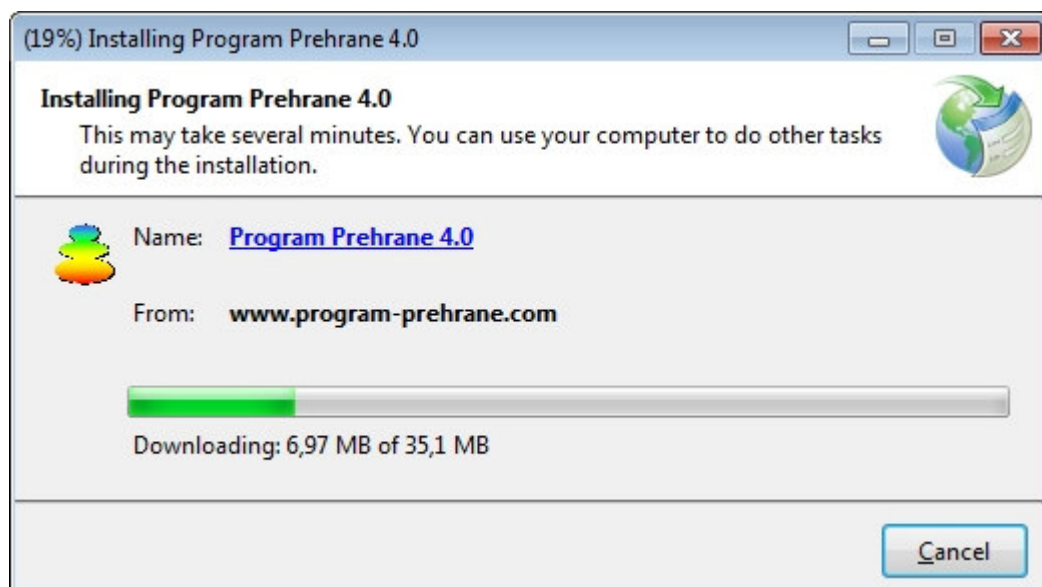 (19%) Installing Program Prehrane 4.0
Installing Program Prehrane 4.0
This may take several minutes. You can use your computer to do other tasks
during the installation.
Name: Program Prehrane 4.0
From: www.program-prehrane.com
Downloading: 6,97 MB of 35,1 MB
Cancel